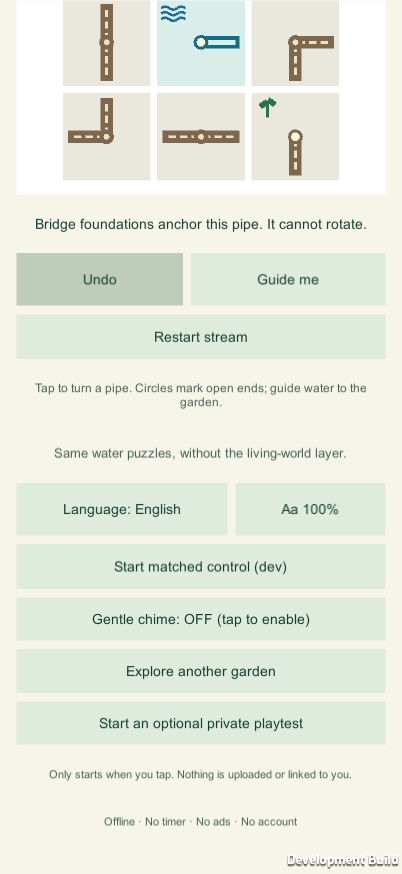 Bridge foundations anchor this pipe. It cannot rotate.
Undo
Guide me
Restart stream
Tap to turn a pipe. Circles mark open ends; guide water to the
garden.
Same water puzzles, without the living-world layer.
Language: English
Aa 100%
Start matched control (dev)
Gentle chime: OFF (tap to enable)
Explore another garden
Start an optional private playtest
Only starts when you tap. Nothing is uploaded or linked to you.
Offline · No timer · No ads · No account
Development Build